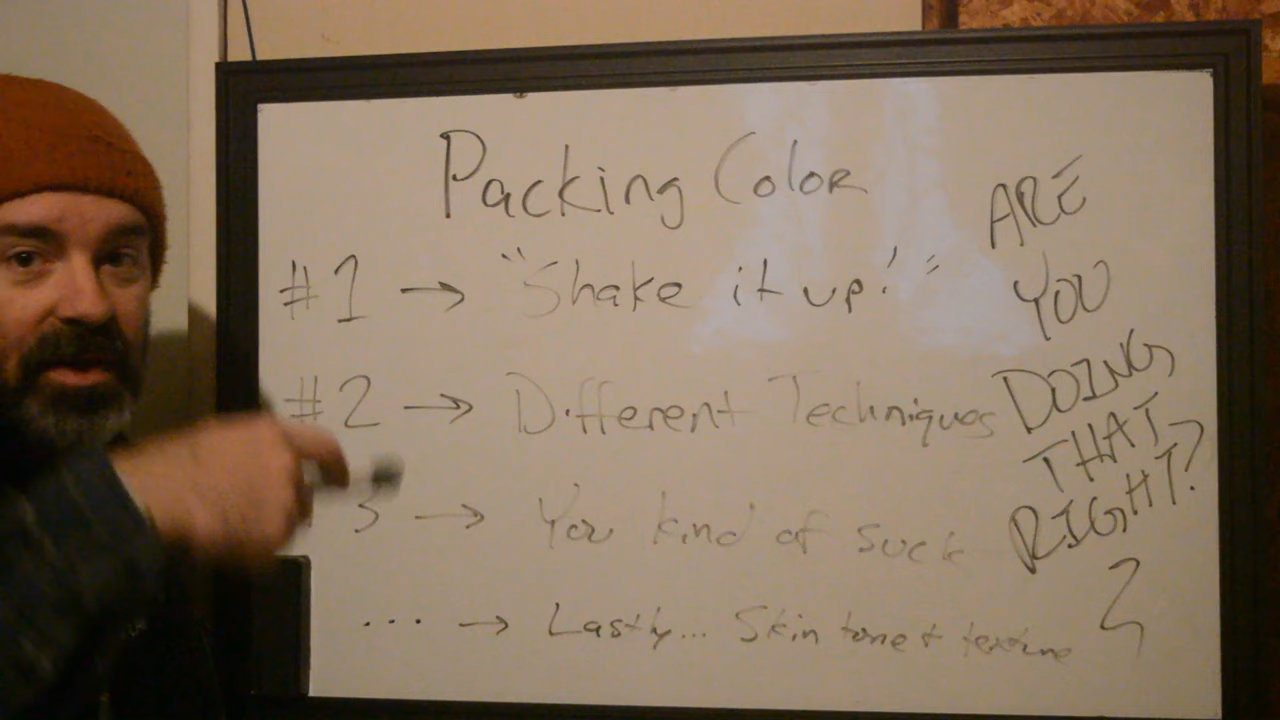 Packing Color
#1 → "Shake it up!"
#2 → Different Techniques
#3 → You kind of suck
... → Lastly... Skin tone + texture
ARE
YOU
DOING
THAT
RIGHT?